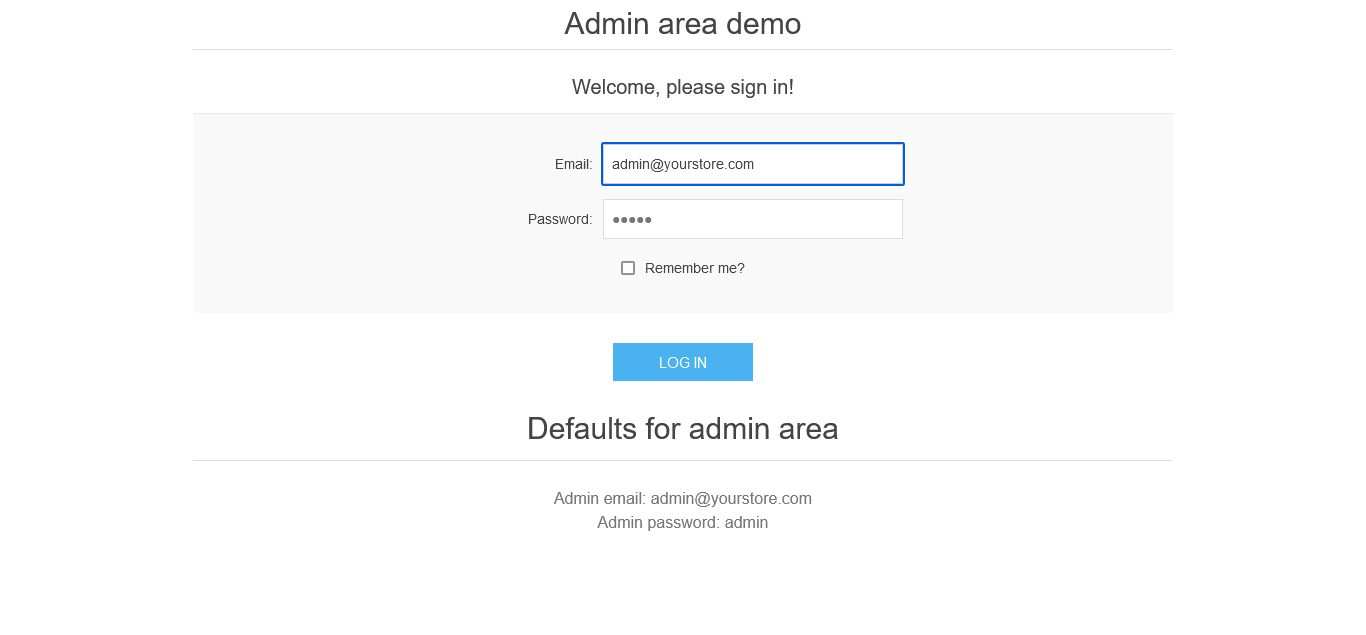 Admin area demo
Welcome, please sign in!
Email: admin@yourstore.com
Password: •••••
Remember me?
LOG IN
Defaults for admin area
Admin email: admin@yourstore.com
Admin password: admin